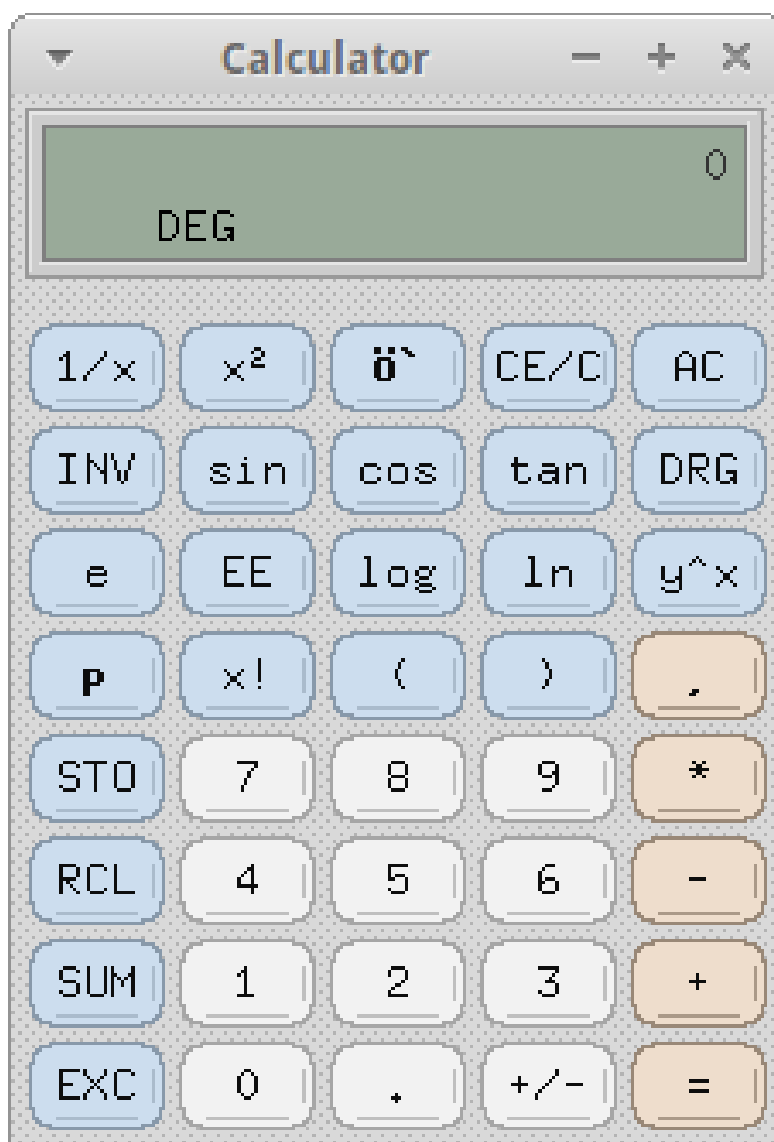 Calculator
0
DEG
1/x x² ö` CE/C AC
INV sin cos tan DRG
e EE log ln y^x
p x! ( ) ,
STO 7 8 9 *
RCL 4 5 6 -
SUM 1 2 3 +
EXC 0 . +/- =